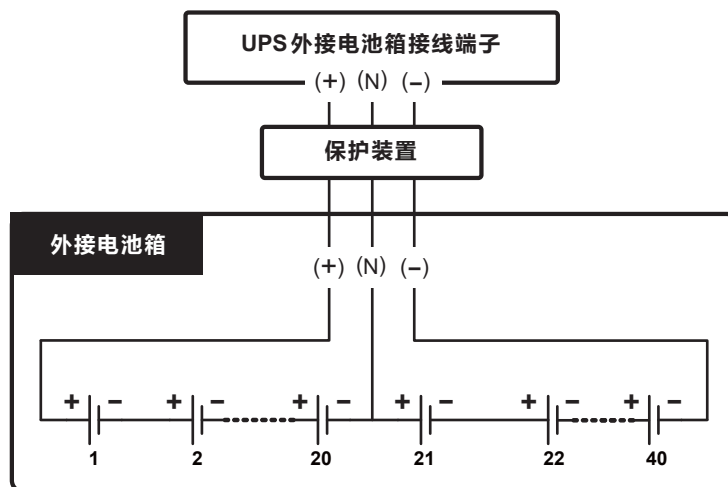 UPS外接电池箱接线端子
(+) (N) (−)
保护装置
外接电池箱
(+) (N) (−)
+ − + − + − + − + − + −
1 2 20 21 22 40